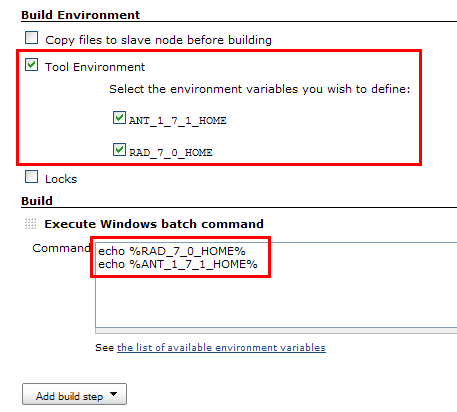 Build Environment
Copy files to slave node before building
Tool Environment
Select the environment variables you wish to define:
ANT_1_7_1_HOME
RAD_7_0_HOME
Locks
Build
Execute Windows batch command
Command
echo %RAD_7_0_HOME%
echo %ANT_1_7_1_HOME%
See the list of available environment variables
Add build step